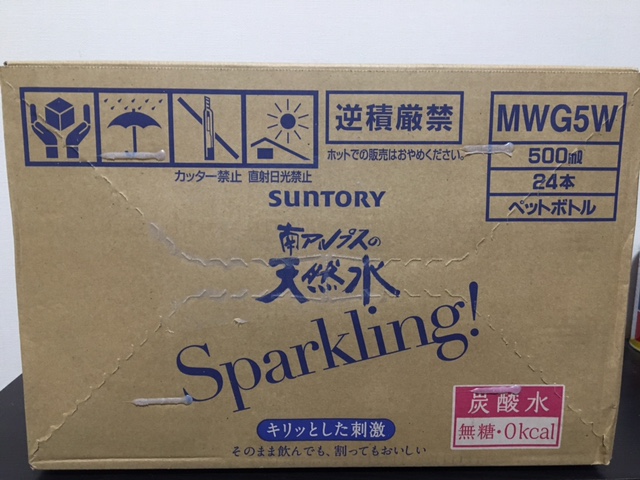 逆積厳禁
ホットでの販売はおやめください。
MWG5W
500ml
24本
ペットボトル
カッター禁止
直射日光禁止
SUNTORY
南アルプスの
天然水
Sparkling!
キリッとした刺激
そのまま飲んでも、割ってもおいしい
炭酸水
無糖・0kcal